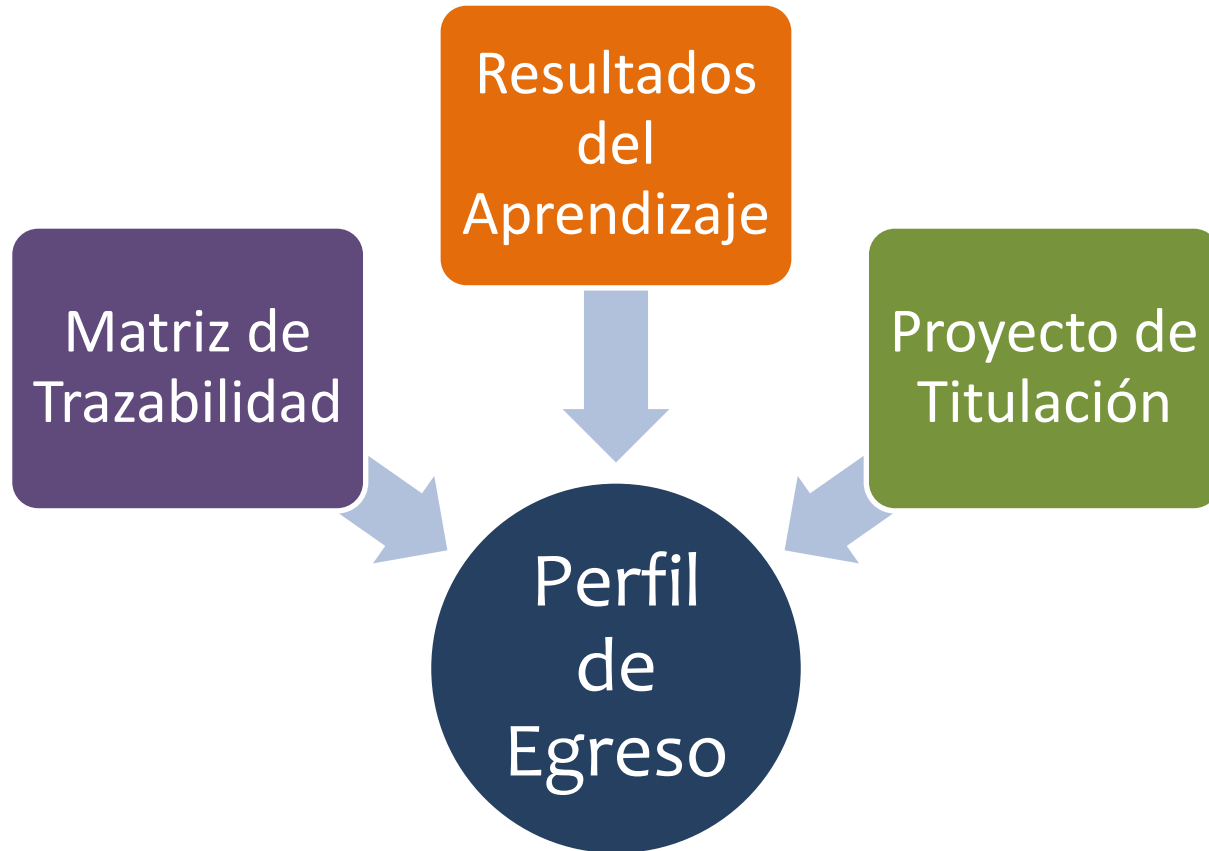 Resultados
del
Aprendizaje
Matriz de
Trazabilidad
Proyecto de
Titulación
Perfil
de
Egreso